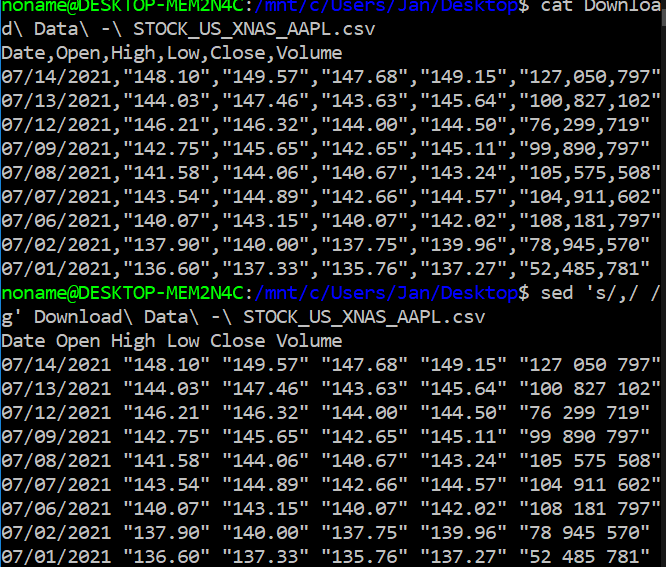 noname@DESKTOP-MEM2N4C:/mnt/c/Users/Jan/Desktop$ cat Downloa
d\ Data\ -\ STOCK_US_XNAS_AAPL.csv
Date,Open,High,Low,Close,Volume
07/14/2021,"148.10","149.57","147.68","149.15","127,050,797"
07/13/2021,"144.03","147.46","143.63","145.64","100,827,102"
07/12/2021,"146.21","146.32","144.00","144.50","76,299,719"
07/09/2021,"142.75","145.65","142.65","145.11","99,890,797"
07/08/2021,"141.58","144.06","140.67","143.24","105,575,508"
07/07/2021,"143.54","144.89","142.66","144.57","104,911,602"
07/06/2021,"140.07","143.15","140.07","142.02","108,181,797"
07/02/2021,"137.90","140.00","137.75","139.96","78,945,570"
07/01/2021,"136.60","137.33","135.76","137.27","52,485,781"
noname@DESKTOP-MEM2N4C:/mnt/c/Users/Jan/Desktop$ sed 's/,/ /
g' Download\ Data\ -\ STOCK_US_XNAS_AAPL.csv
Date Open High Low Close Volume
07/14/2021 "148.10" "149.57" "147.68" "149.15" "127 050 797"
07/13/2021 "144.03" "147.46" "143.63" "145.64" "100 827 102"
07/12/2021 "146.21" "146.32" "144.00" "144.50" "76 299 719"
07/09/2021 "142.75" "145.65" "142.65" "145.11" "99 890 797"
07/08/2021 "141.58" "144.06" "140.67" "143.24" "105 575 508"
07/07/2021 "143.54" "144.89" "142.66" "144.57" "104 911 602"
07/06/2021 "140.07" "143.15" "140.07" "142.02" "108 181 797"
07/02/2021 "137.90" "140.00" "137.75" "139.96" "78 945 570"
07/01/2021 "136.60" "137.33" "135.76" "137.27" "52 485 781"